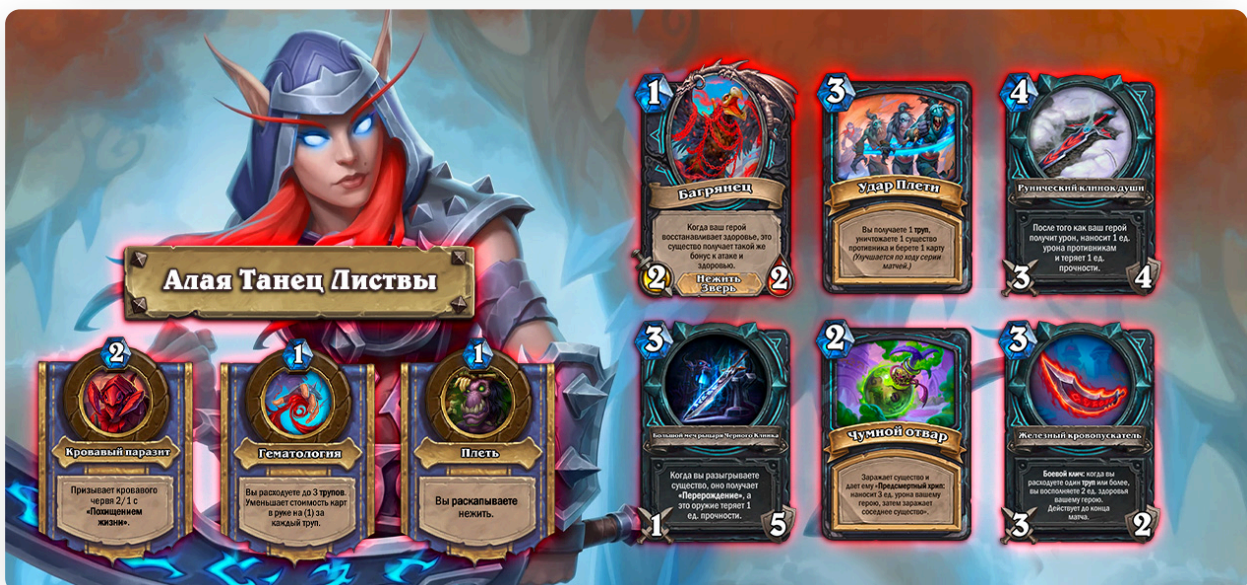 Алая Танец Листвы
2
Кровавый паразит
Призывает кровавого
червя 2/1 с
«Похищением
жизни».
1
Гематология
Вы расходуете до 3 трупов.
Уменьшает стоимость карт
в руке на (1) за
каждый труп.
1
Плеть
Вы раскапываете
нежить.
1
Багрянец
Когда ваш герой
восстанавливает здоровье, это
существо получает такой же
бонус к атаке и
здоровью.
2
Нежить
Зверь
2
3
Удар Плети
Вы получаете 1 труп,
уничтожаете 1 существо
противника и берете 1 карту
(Улучшается по ходу серии
матчей.)
4
Рунический клинок души
После того как ваш герой
получит урон, наносит 1 ед.
урона противникам
и теряет 1 ед.
прочности.
3
4
3
Большой меч рыцаря Черного Клинка
Когда вы разыгрываете
существо, оно получает
«Перерождение», а
это оружие теряет 1
ед. прочности.
1
5
2
Чумной отвар
Заражает существо и
дает ему «Предсмертный хрип:
наносит 3 ед. урона вашему
герою, затем заражает
соседнее существо».
3
Железный кровопускатель
Боевой клич: когда вы
расходуете один труп или более,
вы восполняете 2 ед. здоровья
вашему герою.
Действует до конца
матча.
3
2